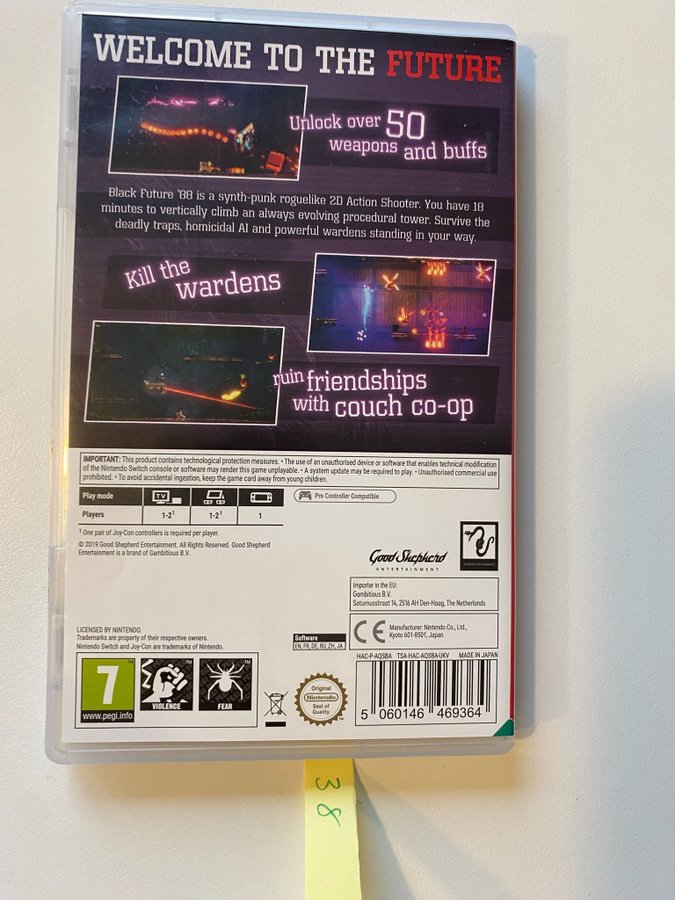 WELCOME TO THE FUTURE
Unlock over 50
weapons and buffs
Black Future '88 is a synth-punk roguelike 2D Action Shooter. You have 18
minutes to vertically climb an always evolving procedural tower. Survive the
deadly traps, homicidal AI and powerful wardens standing in your way.
Kill the
wardens
ruin friendships
with couch co-op
IMPORTANT: This product contains technological protection measures. • The use of an unauthorised device or software that enables technical modification
of the Nintendo Switch console or software may render this game unplayable. • A system update may be required to play. • Unauthorised commercial use
prohibited. • To avoid accidental ingestion, keep the game card away from young children.
Play mode TV
Pro Controller Compatible
Players 1-2¹ 1-2¹ 1
¹ One pair of Joy-Con controllers is required per player.
© 2019 Good Shepherd Entertainment. All Rights Reserved. Good Shepherd
Entertainment is a brand of Gambitious B.V.
Good Shepherd
ENTERTAINMENT
Importer in the EU:
Gambitious B.V.
Saturnusstraat 14, 2516 AH Den-Haag, The Netherlands
LICENSED BY NINTENDO.
Trademarks are property of their respective owners.
Nintendo Switch and Joy-Con are trademarks of Nintendo.
Software
EN, FR, DE, RU, ZH, JA
CE
Manufacturer: Nintendo Co., Ltd.,
Kyoto 601-8501, Japan
HAC-P-AQSBA TSA-HAC-AQSBA-UKV MADE IN JAPAN
7
www.pegi.info
VIOLENCE
FEAR
Original
Nintendo
Seal of
Quality
5 060146 469364
38